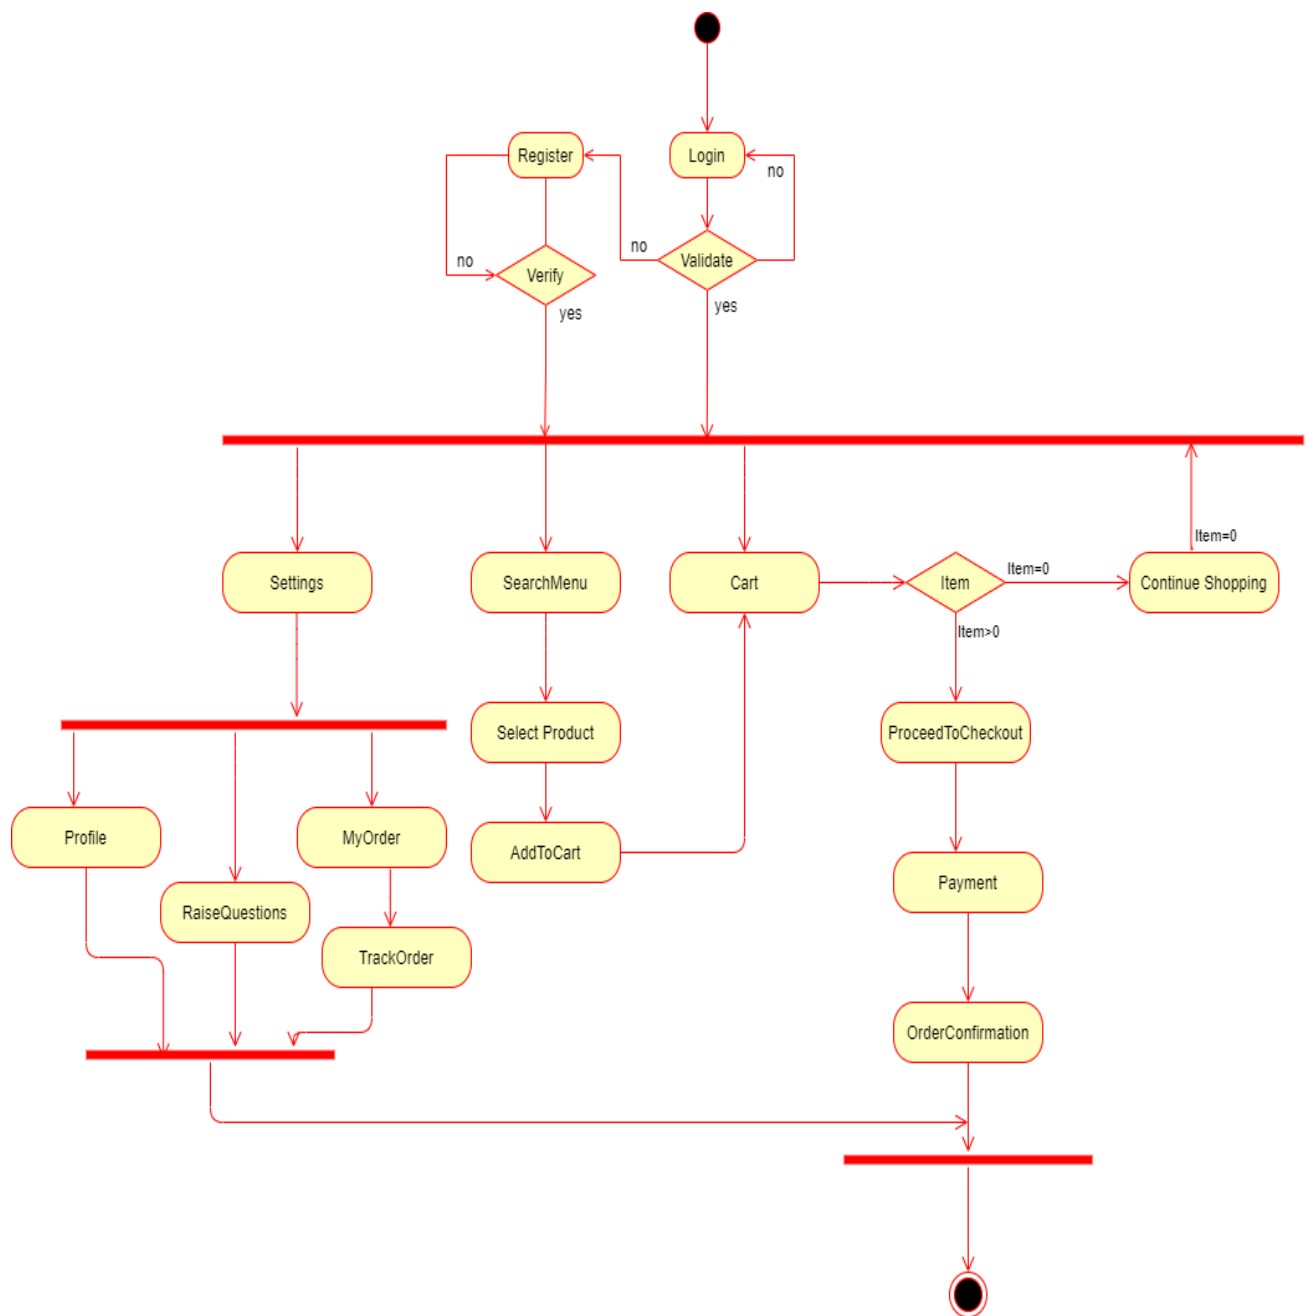 Register
Login
no
no
Validate
no
Verify
yes
yes
Item=0
Settings
SearchMenu
Cart
Item
Item=0
Continue Shopping
Item>0
Select Product
ProceedToCheckout
Profile
MyOrder
AddToCart
Payment
RaiseQuestions
TrackOrder
OrderConfirmation